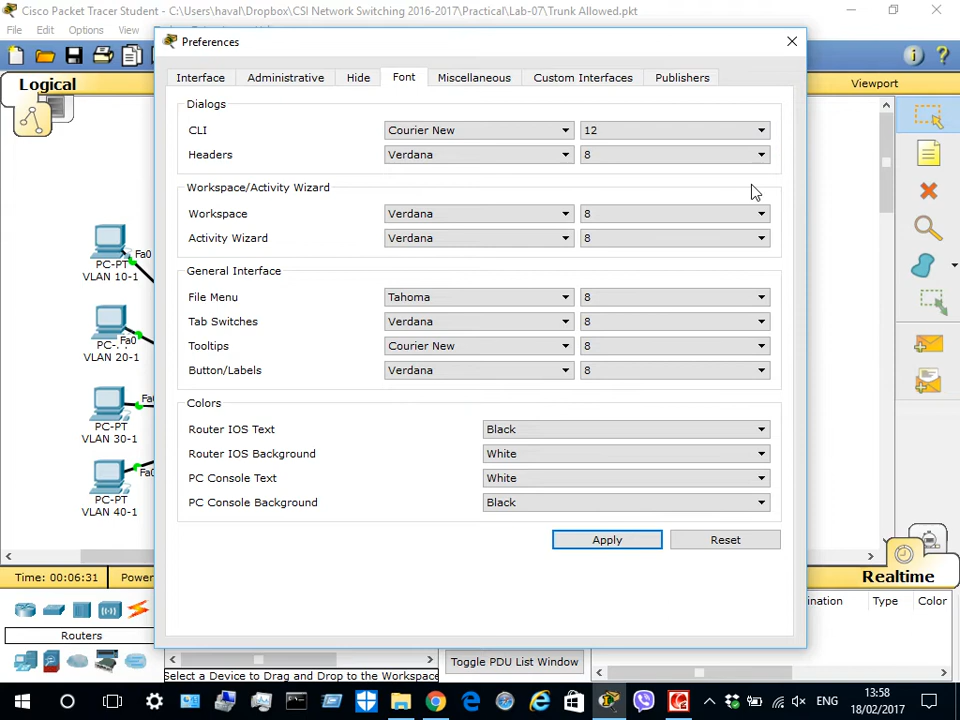 Cisco Packet Tracer Student - C:\Users\haval\Dropbox\CSI Network Switching 2016-2017\Practical\Lab-07\Trunk Allowed.pkt
File Edit Options View
Preferences
Interface Administrative Hide Font Miscellaneous Custom Interfaces Publishers
Logical
Viewport
Dialogs
CLI Courier New 12
Headers Verdana 8
Workspace/Activity Wizard
Workspace Verdana 8
Activity Wizard Verdana 8
General Interface
File Menu Tahoma 8
Tab Switches Verdana 8
Tooltips Courier New 8
Button/Labels Verdana 8
Colors
Router IOS Text Black
Router IOS Background White
PC Console Text White
PC Console Background Black
Apply Reset
Fa0
PC-PT
VLAN 10-1
Fa0
VLAN 20-1
PC-PT
VLAN 30-1
Fa0
PC-PT
VLAN 40-1
Time: 00:06:31 Power
Realtime
Routers
Type Color
Toggle PDU List Window
Select a Device to Drag and Drop to the Workspace
ENG
13:58
18/02/2017